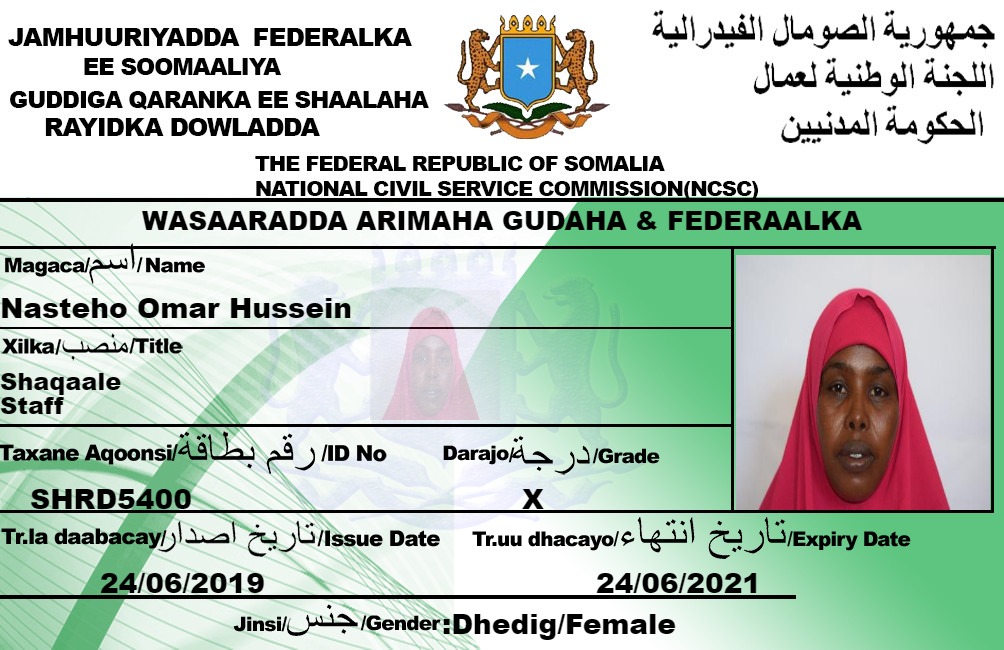 JAMHUURIYADDA FEDERALKA
EE SOOMAALIYA
GUDDIGA QARANKA EE SHAALAHA
RAYIDKA DOWLADDA
جمهورية الصومال الفيدرالية
اللجنة الوطنية لعمال
الحكومة المدنيين
THE FEDERAL REPUBLIC OF SOMALIA
NATIONAL CIVIL SERVICE COMMISSION(NCSC)
WASAARADDA ARIMAHA GUDAHA & FEDERAALKA
Magaca/اسم/Name
Nasteho Omar Hussein
Xilka/منصب/Title
Shaqaale
Staff
Taxane Aqoonsi/رقم بطاقة/ID No
SHRD5400
Darajo/درجة/Grade
X
Tr.la daabacay/تاريخ اصدار/Issue Date
24/06/2019
Tr.uu dhacayo/تاريخ انتهاء/Expiry Date
24/06/2021
Jinsi/جنس/Gender:Dhedig/Female